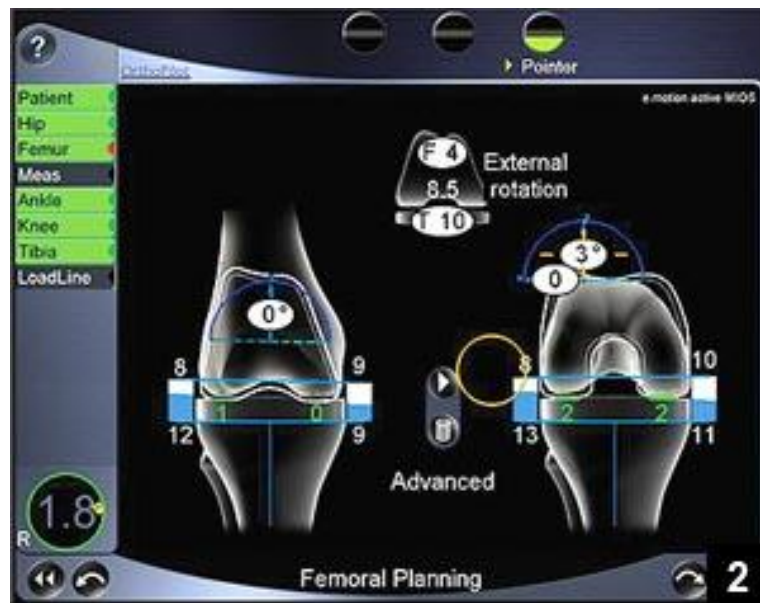 ?
OrthoPilot
Pointer
e.motion active MIOS
Patient
Hip
Femur
Meas
Ankle
Knee
Tibia
LoadLine
F 4
External
8.5 rotation
T 10
3°
0
0°
8 9 8 10
1 0 2 2
12 9 13 11
Advanced
1.8
R
Femoral Planning
2